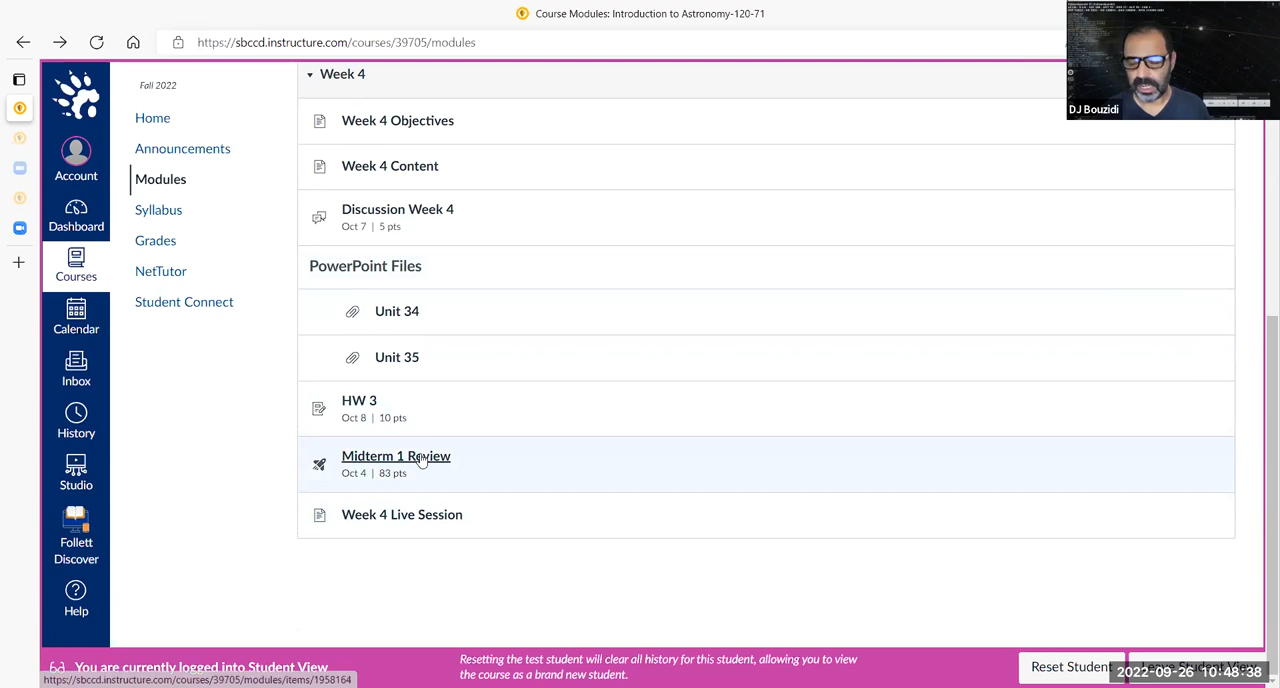 Course Modules: Introduction to Astronomy-120-71
https://sbccd.instructure.com/courses/39705/modules
DJ Bouzidi
Account
Dashboard
Courses
Calendar
Inbox
History
Studio
Follett
Discover
Help
Fall 2022
Home
Announcements
Modules
Syllabus
Grades
NetTutor
Student Connect
Week 4
Week 4 Objectives
Week 4 Content
Discussion Week 4
Oct 7 | 5 pts
PowerPoint Files
Unit 34
Unit 35
HW 3
Oct 8 | 10 pts
Midterm 1 Review
Oct 4 | 83 pts
Week 4 Live Session
You are currently logged into Student View
Resetting the test student will clear all history for this student, allowing you to view
the course as a brand new student.
Reset Student
Leave Student View
2022-09-26 10:48:38
https://sbccd.instructure.com/courses/39705/modules/items/1958164